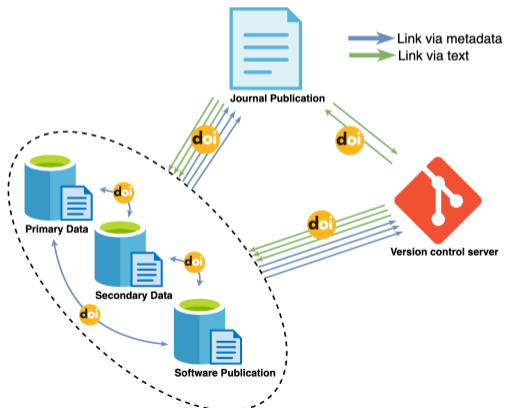 Link via metadata
Link via text
Journal Publication
doi
doi
doi
Primary Data
doi
Version control server
Secondary Data
doi
doi
Software Publication